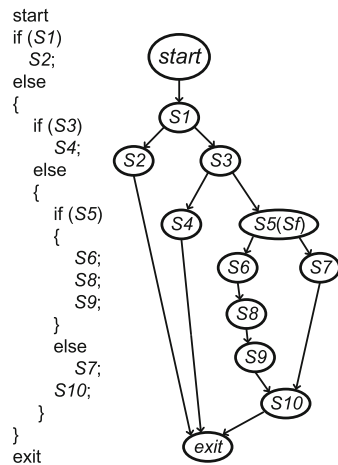 start
if (S1)
S2;
else
{
if (S3)
S4;
else
{
if (S5)
{
S6;
S8;
S9;
}
else
S7;
S10;
}
}
exit
start
S1
S2
S3
S4
S5(Sf)
S6
S7
S8
S9
S10
exit